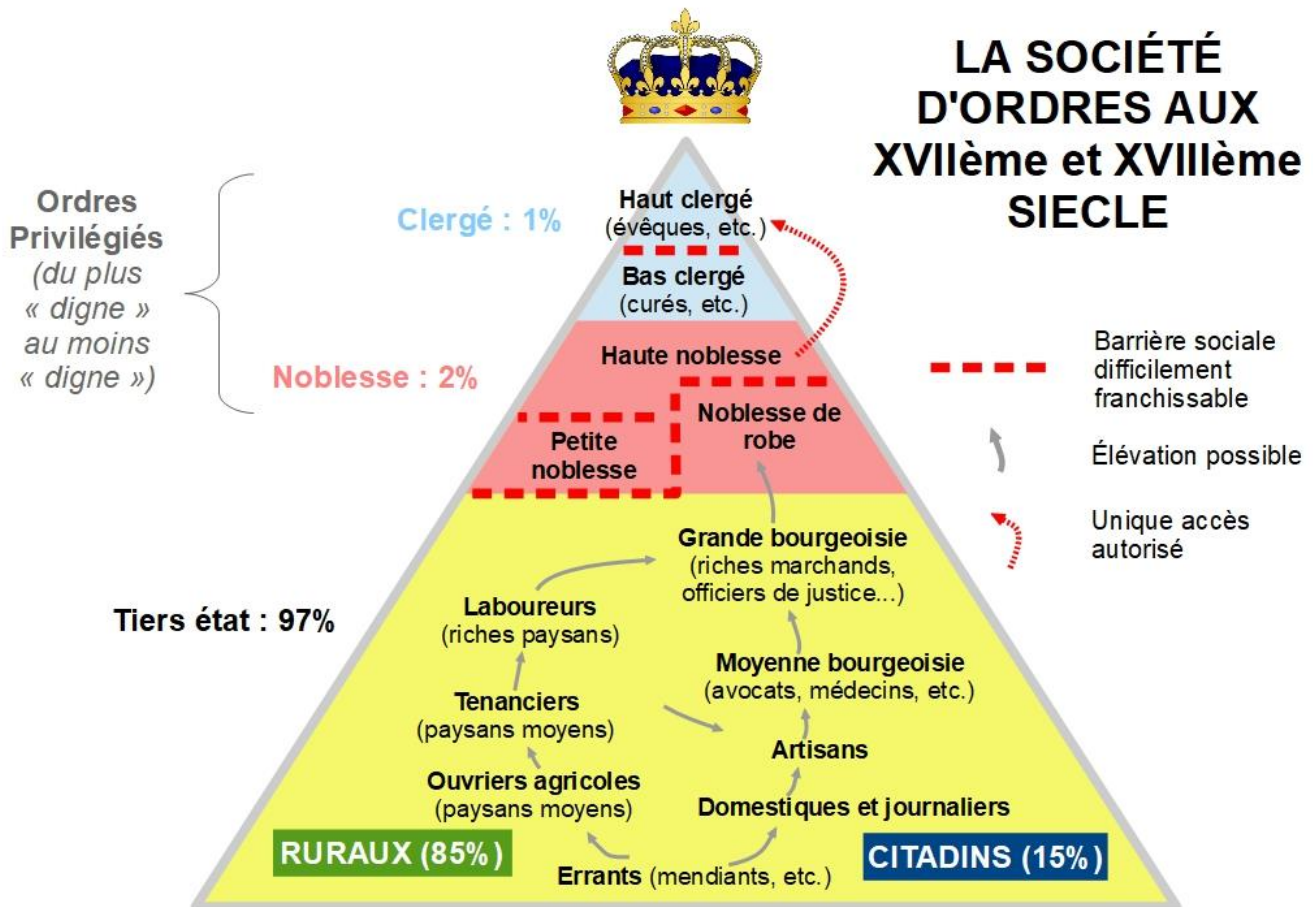 LA SOCIÉTÉ
D'ORDRES AUX
XVIIème et XVIIIème
SIECLE
Ordres
Privilégiés
(du plus
« digne »
au moins
« digne »)
Clergé : 1%
Haut clergé
(évêques, etc.)
Bas clergé
(curés, etc.)
Noblesse : 2%
Haute noblesse
Noblesse de
robe
Petite
noblesse
Barrière sociale
difficilement
franchissable
Élévation possible
Unique accès
autorisé
Tiers état : 97%
Grande bourgeoisie
(riches marchands,
officiers de justice...)
Laboureurs
(riches paysans)
Moyenne bourgeoisie
(avocats, médecins, etc.)
Tenanciers
(paysans moyens)
Artisans
Ouvriers agricoles
(paysans moyens)
Domestiques et journaliers
RURAUX (85%)
CITADINS (15%)
Errants (mendiants, etc.)